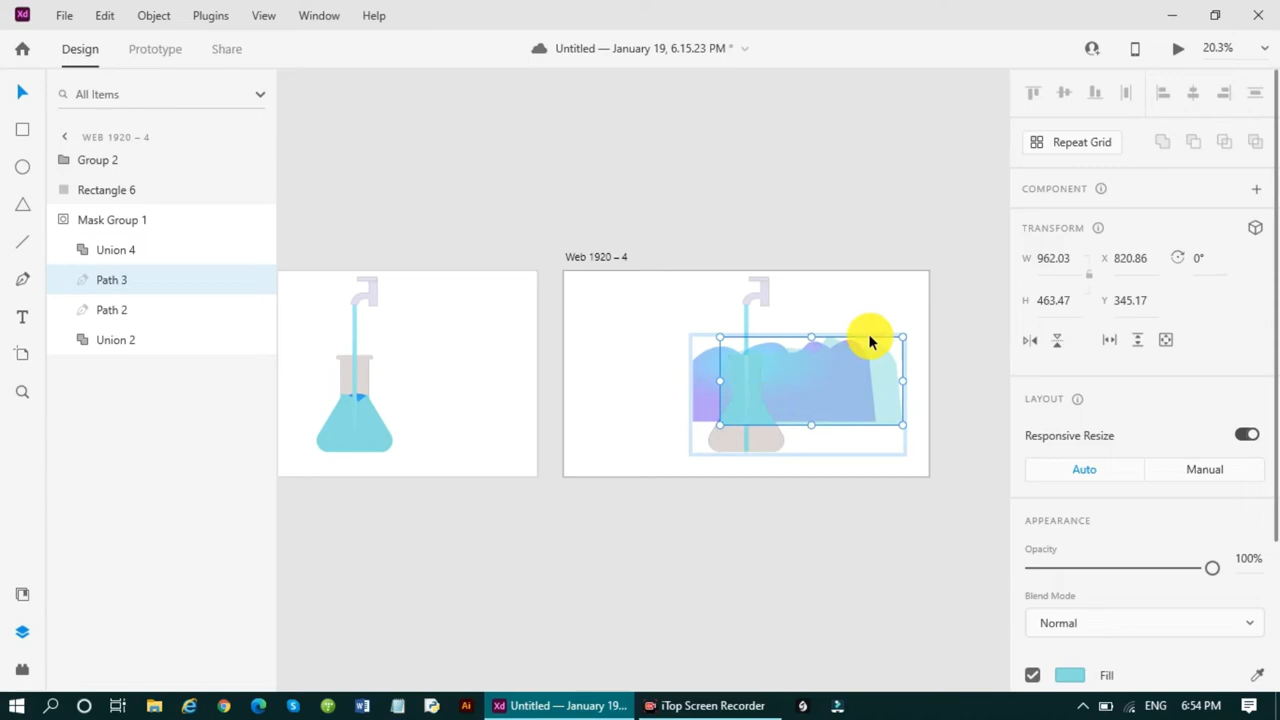 Xd File Edit Object Plugins View Window Help
Design Prototype Share Untitled — January 19, 6.15.23 PM * 20.3%
All Items
WEB 1920 – 4
Group 2
Rectangle 6
Mask Group 1
Union 4
Path 3
Path 2
Union 2
Web 1920 – 4
Repeat Grid
COMPONENT
TRANSFORM
W 962.03 X 820.86 0°
H 463.47 Y 345.17
LAYOUT
Responsive Resize
Auto Manual
APPEARANCE
Opacity
100%
Blend Mode
Normal
Fill
Untitled — January 19... iTop Screen Recorder ENG 6:54 PM